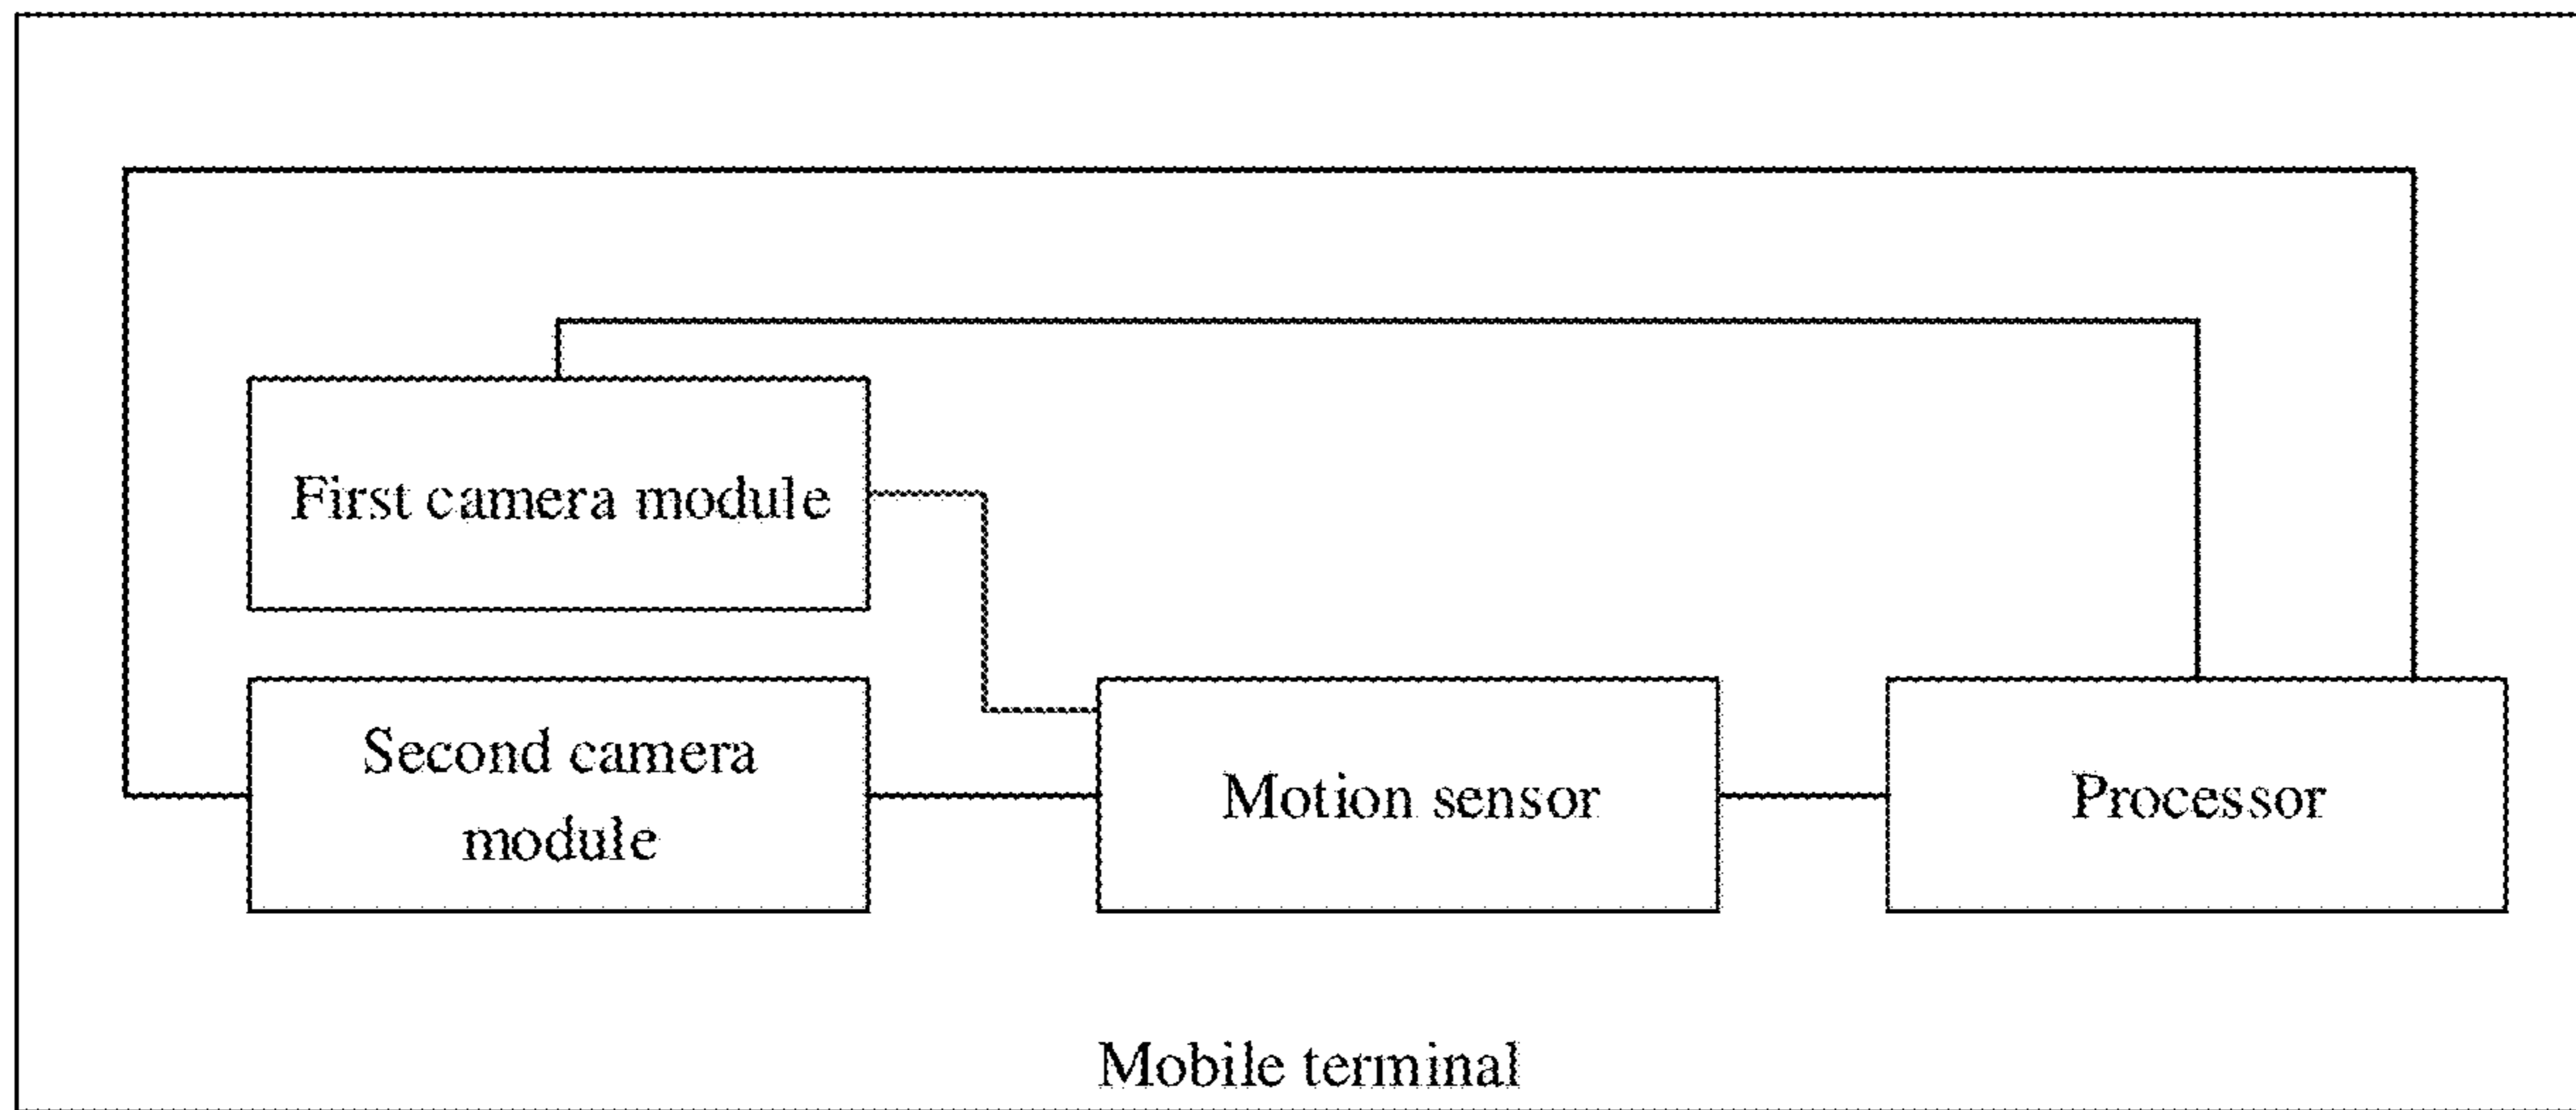 First camera module
Second camera
module
Motion sensor
Processor
Mobile terminal